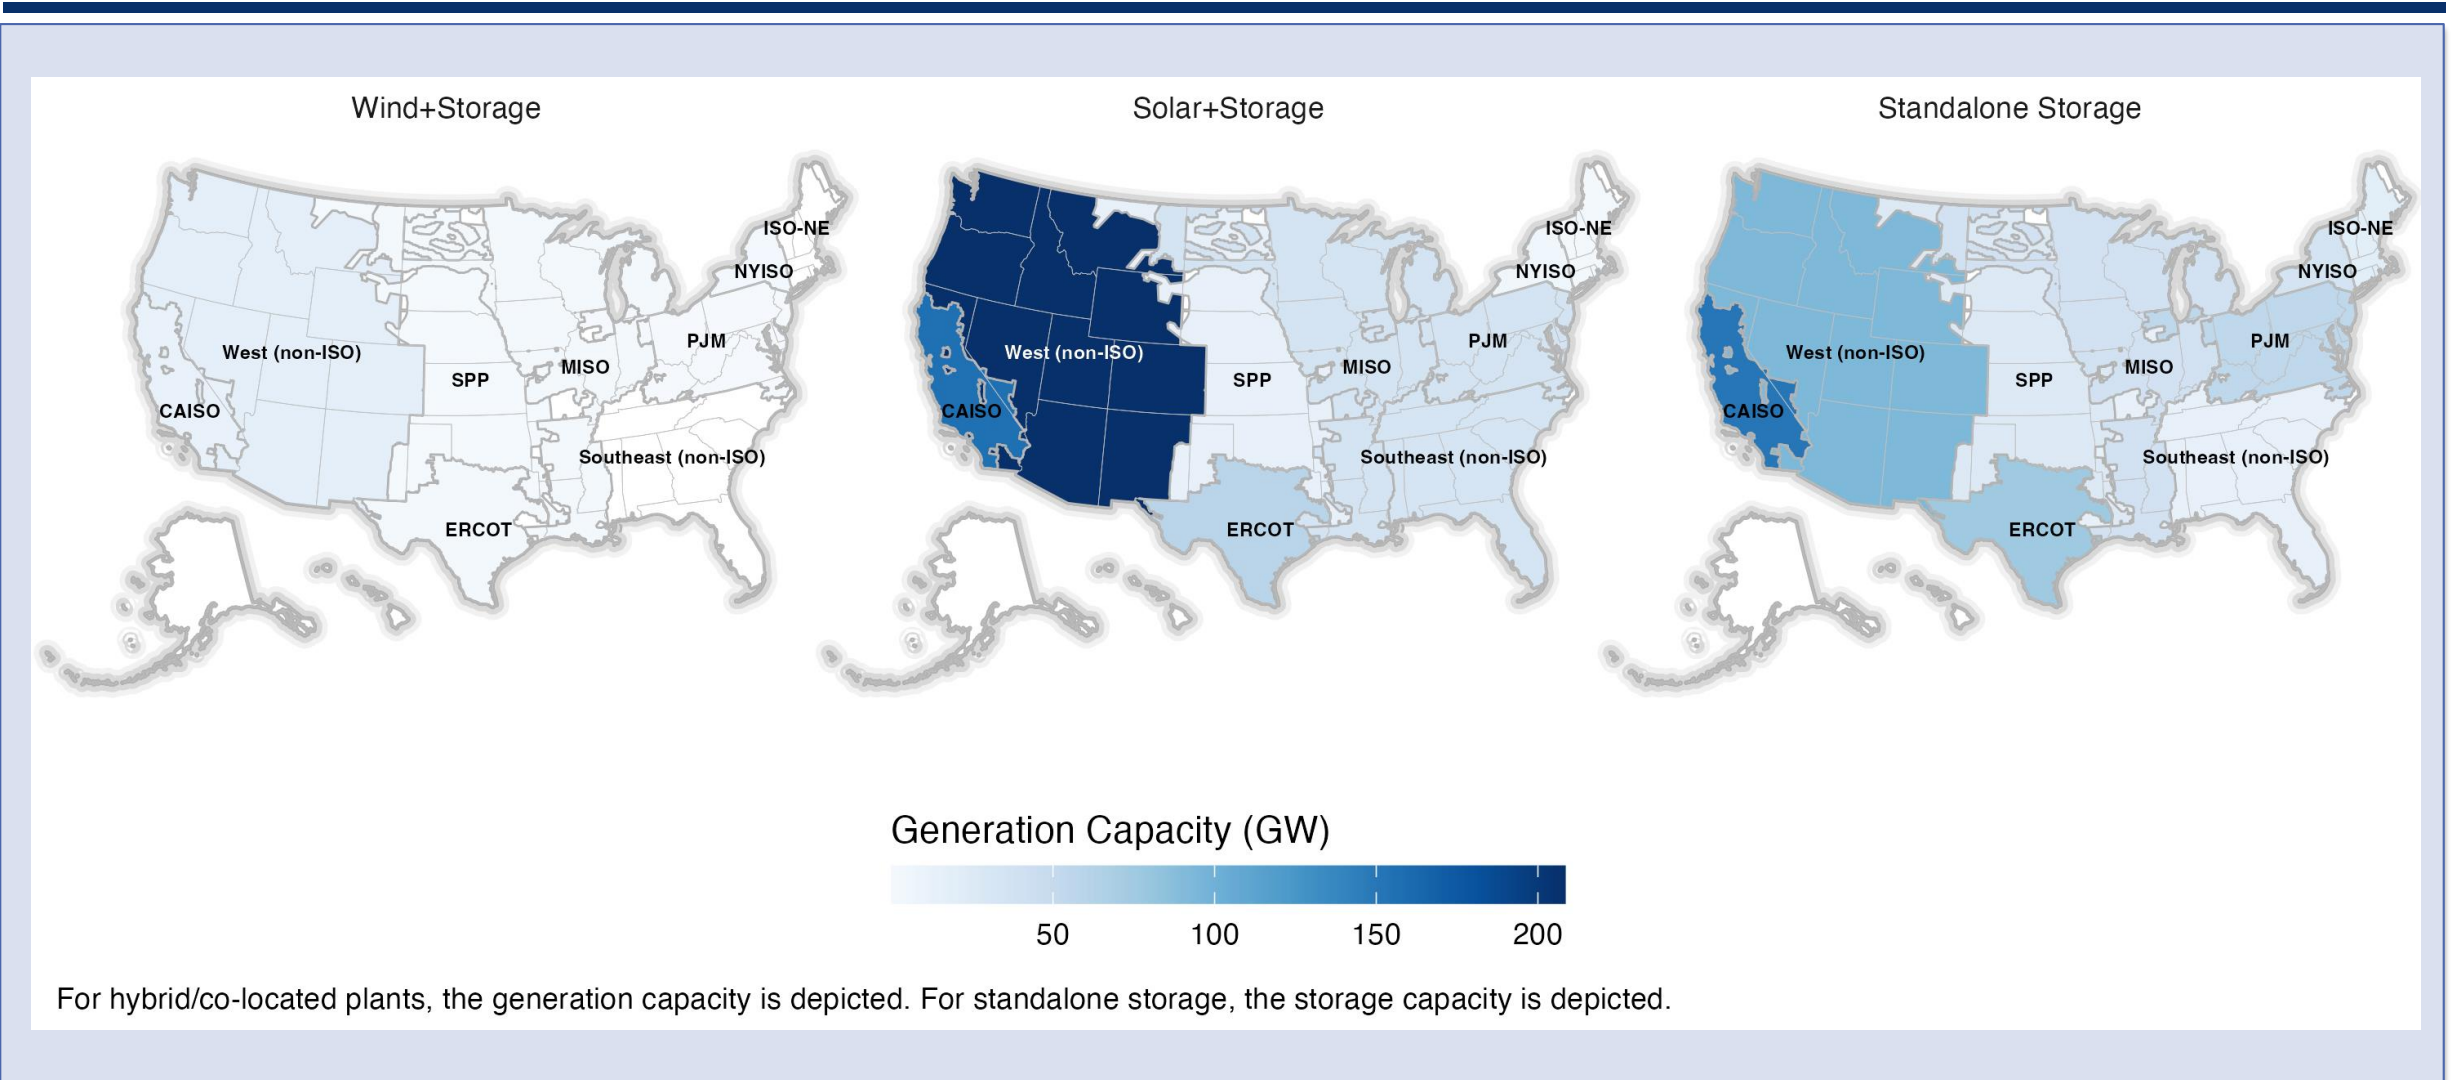 Wind+Storage
Solar+Storage
Standalone Storage
ISO-NE
NYISO
PJM
West (non-ISO)
MISO
SPP
CAISO
Southeast (non-ISO)
ERCOT
ISO-NE
NYISO
PJM
West (non-ISO)
MISO
SPP
CAISO
Southeast (non-ISO)
ERCOT
ISO-NE
NYISO
PJM
West (non-ISO)
MISO
SPP
CAISO
Southeast (non-ISO)
ERCOT
Generation Capacity (GW)
50 100 150 200
For hybrid/co-located plants, the generation capacity is depicted. For standalone storage, the storage capacity is depicted.